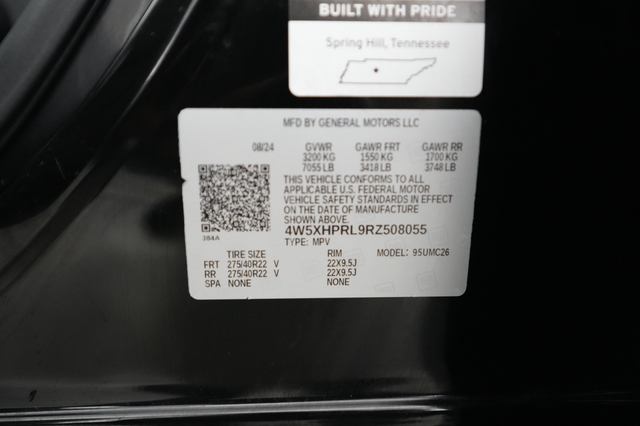 BUILT WITH PRIDE
Spring Hill, Tennessee
MFD BY GENERAL MOTORS LLC
08/24 GVWR GAWR FRT GAWR RR
3200 KG 1550 KG 1700 KG
7055 LB 3418 LB 3748 LB
THIS VEHICLE CONFORMS TO ALL
APPLICABLE U.S. FEDERAL MOTOR
VEHICLE SAFETY STANDARDS IN EFFECT
ON THE DATE OF MANUFACTURE
SHOWN ABOVE.
4W5XHPRL9RZ508055
3B4A TYPE: MPV
TIRE SIZE RIM MODEL: 95UMC26
FRT 275/40R22 V 22X9.5J
RR 275/40R22 V 22X9.5J
SPA NONE NONE